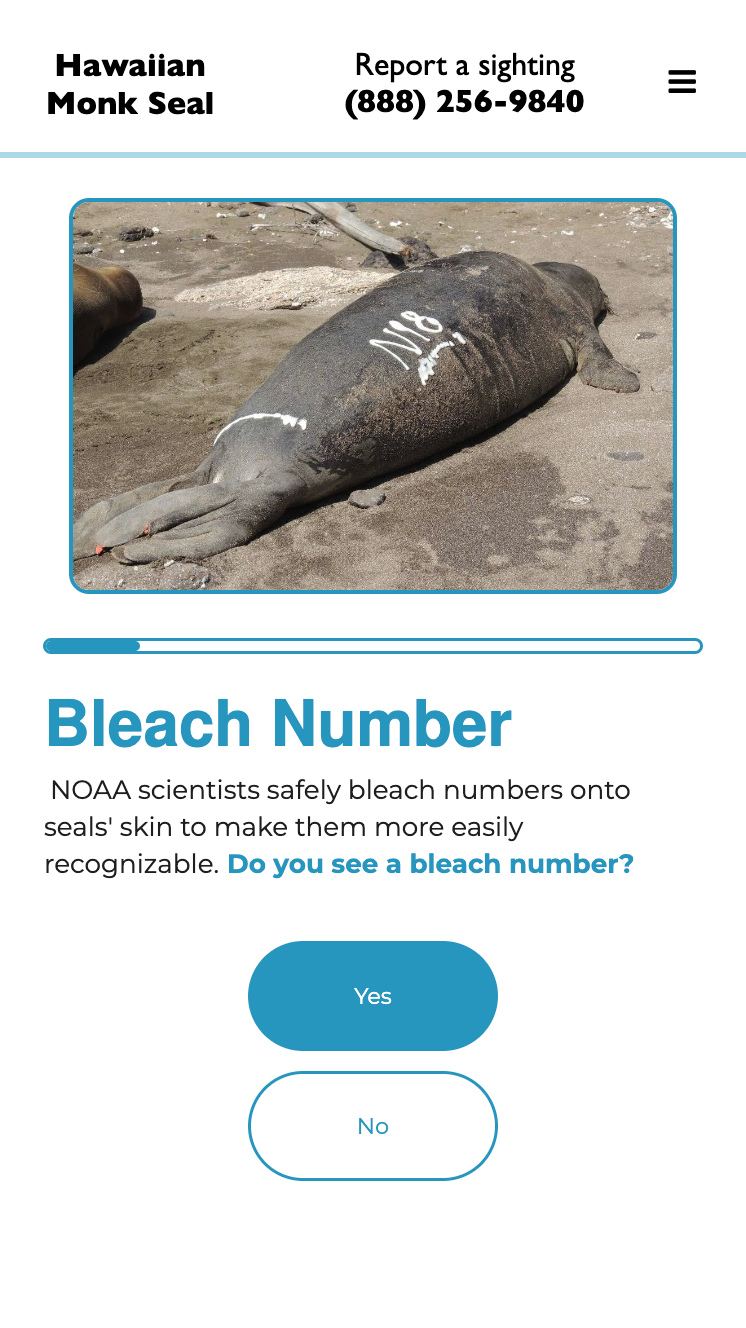 Hawaiian
Monk Seal
Report a sighting
(888) 256-9840
N18
Bleach Number
NOAA scientists safely bleach numbers onto
seals' skin to make them more easily
recognizable. Do you see a bleach number?
Yes
No